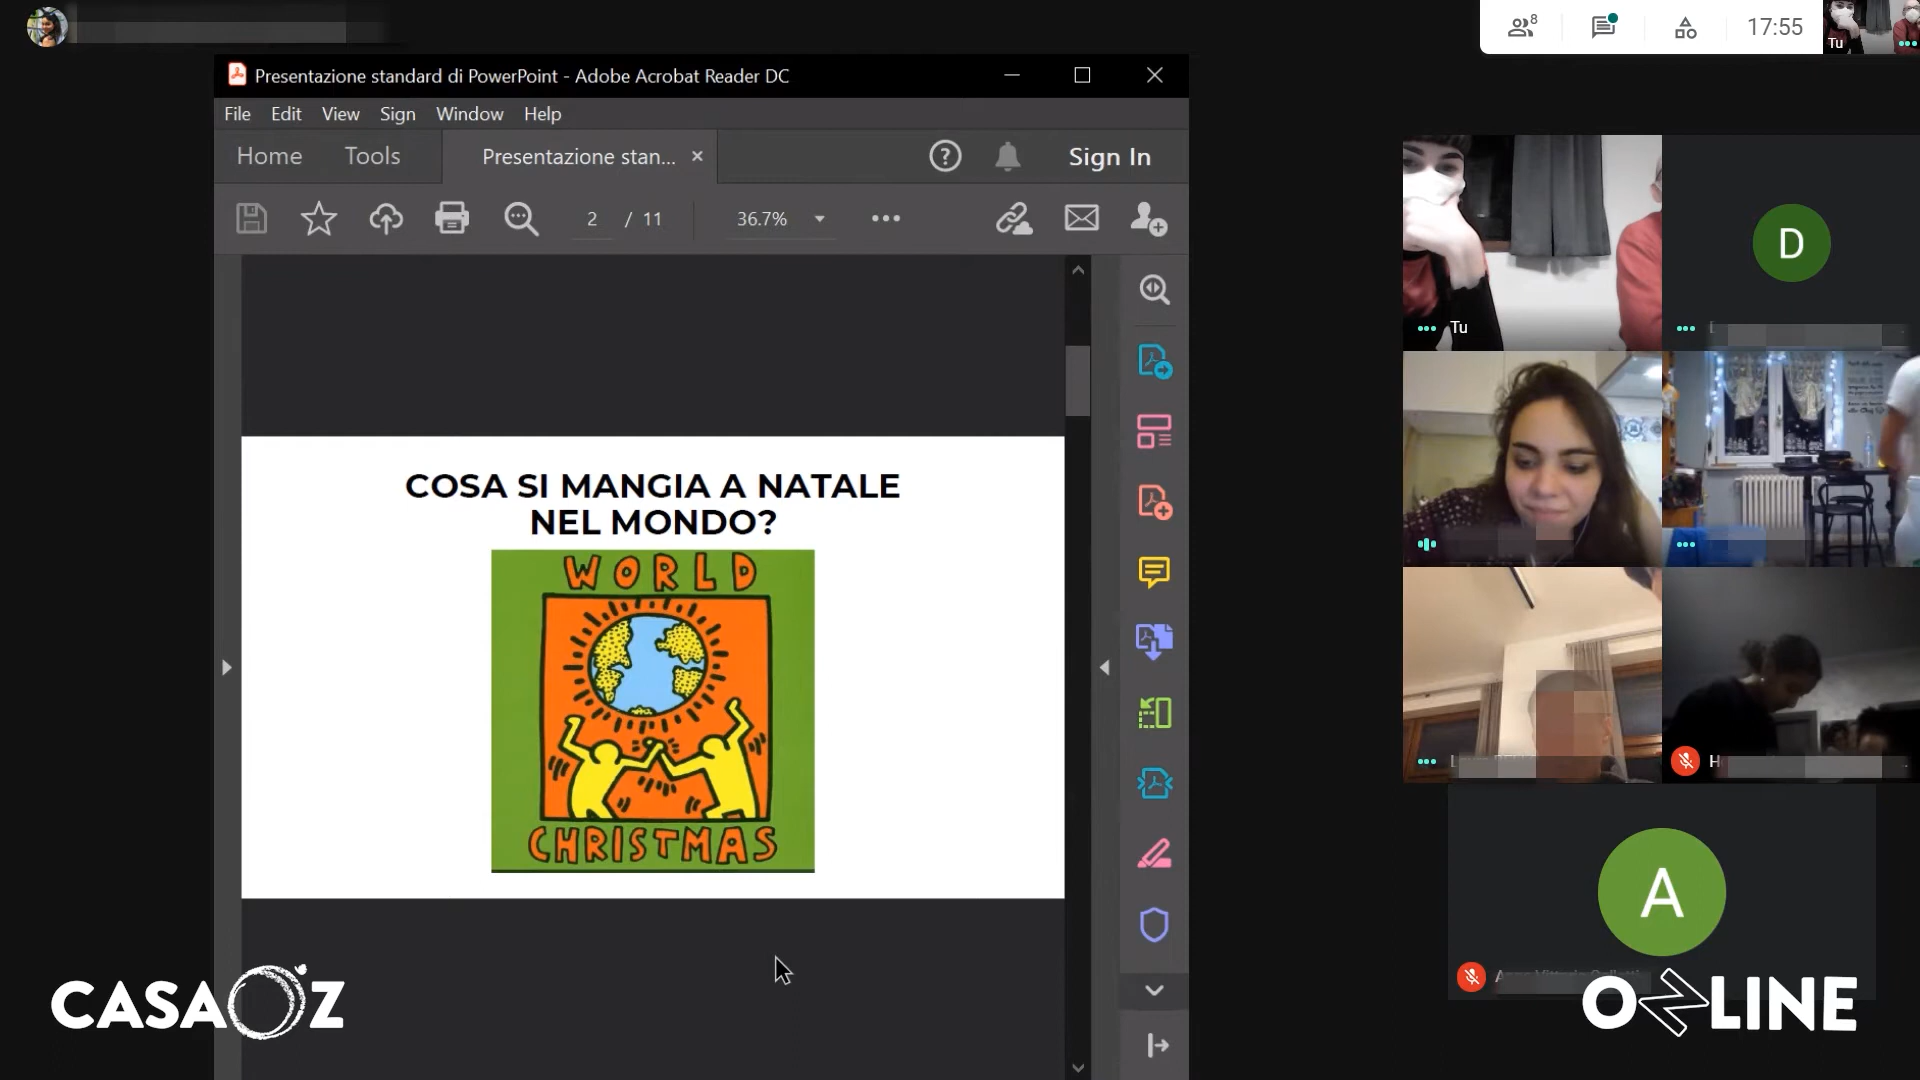 8
17:55
Tu
Presentazione standard di PowerPoint - Adobe Acrobat Reader DC
File Edit View Sign Window Help
Home Tools Presentazione stan... Sign In
2 / 11 36.7%
COSA SI MANGIA A NATALE
NEL MONDO?
WORLD
CHRISTMAS
Tu
D
H
A
CASAOZ
OZLINE